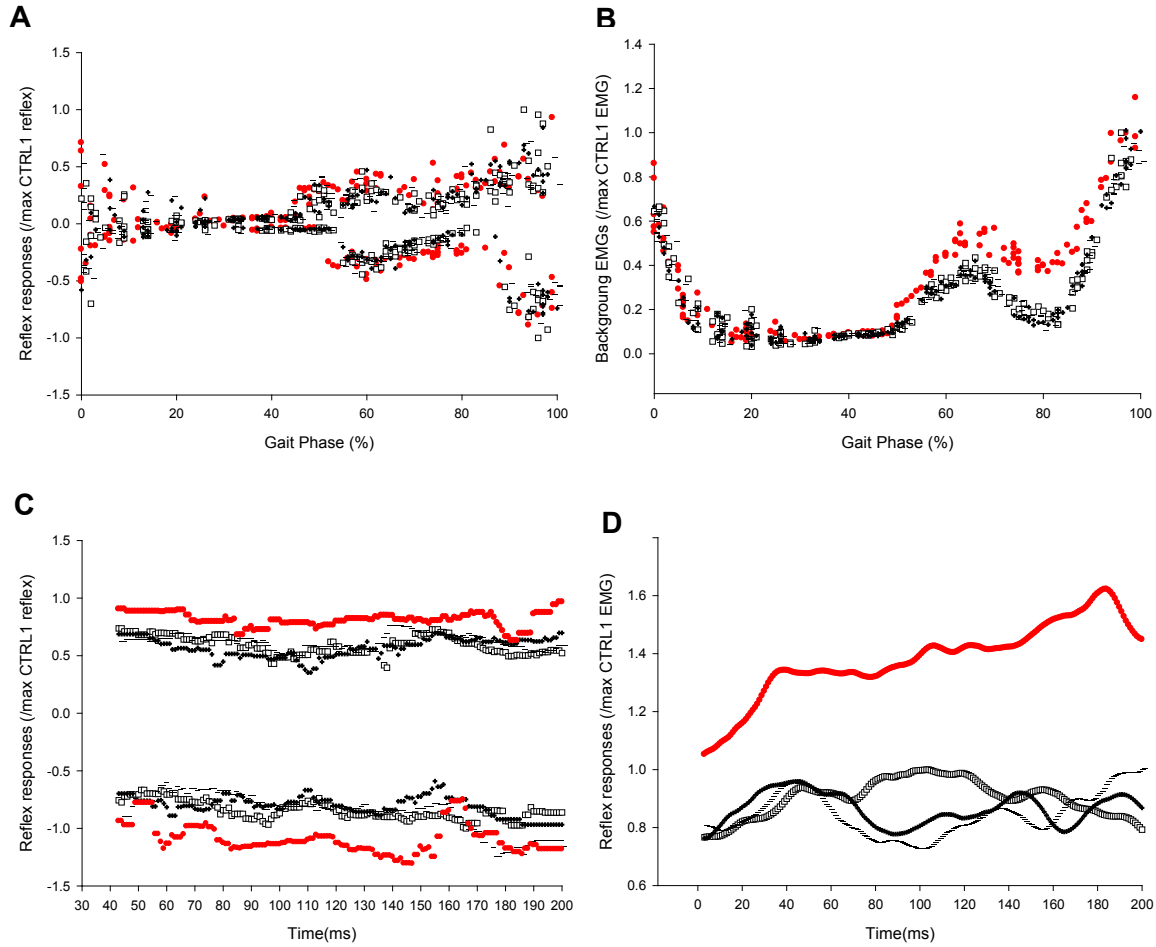 A
B
1.5
1.0
0.5
0.0
-0.5
-1.0
-1.5
Reflex responses (/max CTRL1 reflex)
0 20 40 60 80 100
Gait Phase (%)
1.4
1.2
1.0
0.8
0.6
0.4
0.2
0.0
Backgroung EMGs (/max CTRL1 EMG)
0 20 40 60 80 100
Gait Phase (%)
C
D
1.5
1.0
0.5
0.0
-0.5
-1.0
-1.5
Reflex responses (/max CTRL1 reflex)
30 40 50 60 70 80 90 100 110 120 130 140 150 160 170 180 190 200
Time(ms)
1.6
1.4
1.2
1.0
0.8
0.6
Reflex responses (/max CTRL1 EMG)
0 20 40 60 80 100 120 140 160 180 200
Time(ms)